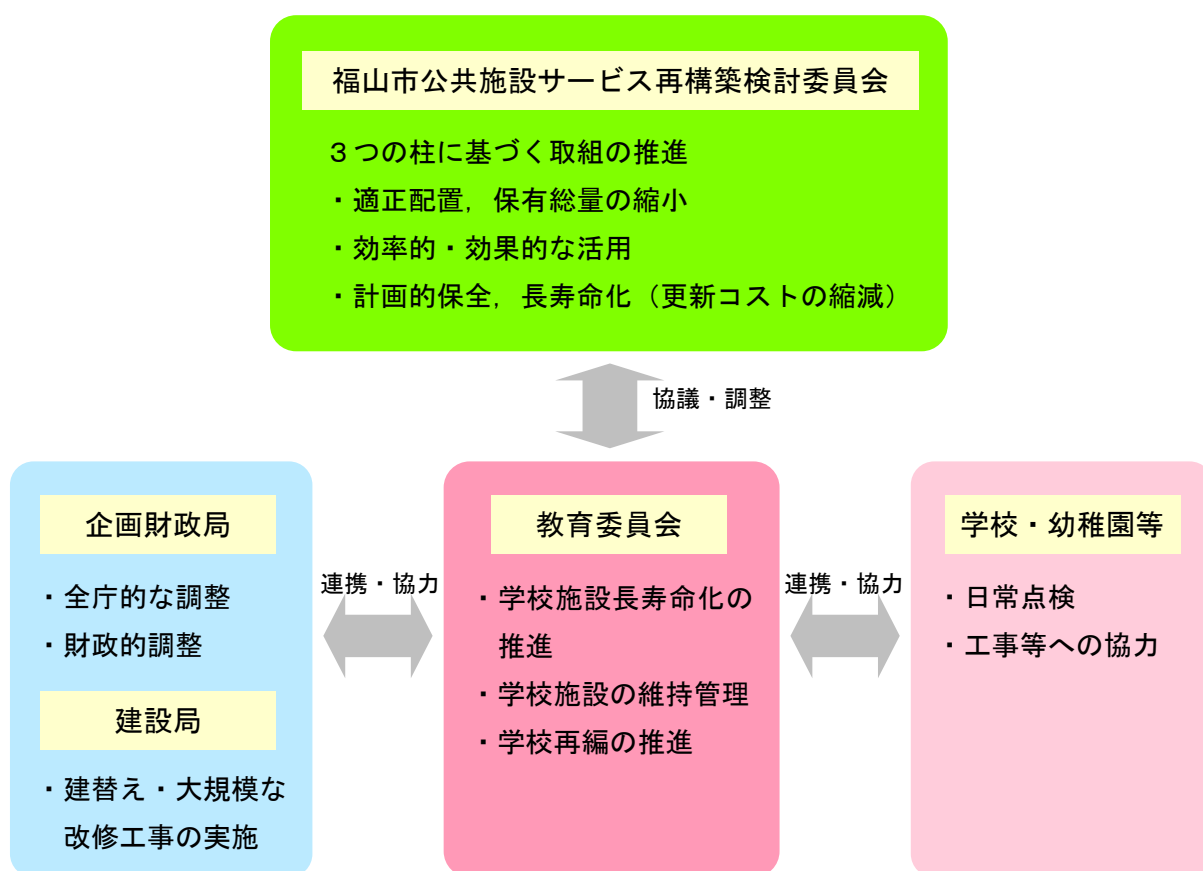 福山市公共施設サービス再構築検討委員会
３つの柱に基づく取組の推進
・適正配置，保有総量の縮小
・効率的・効果的な活用
・計画的保全，長寿命化（更新コストの縮減）
協議・調整
企画財政局
・全庁的な調整
・財政的調整
建設局
・建替え・大規模な
改修工事の実施
連携・協力
教育委員会
・学校施設長寿命化の
推進
・学校施設の維持管理
・学校再編の推進
連携・協力
学校・幼稚園等
・日常点検
・工事等への協力